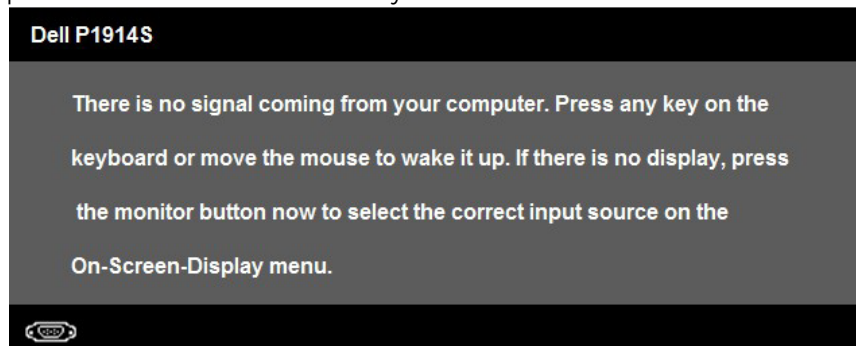 Dell P1914S
There is no signal coming from your computer. Press any key on the
keyboard or move the mouse to wake it up. If there is no display, press
the monitor button now to select the correct input source on the
On-Screen-Display menu.